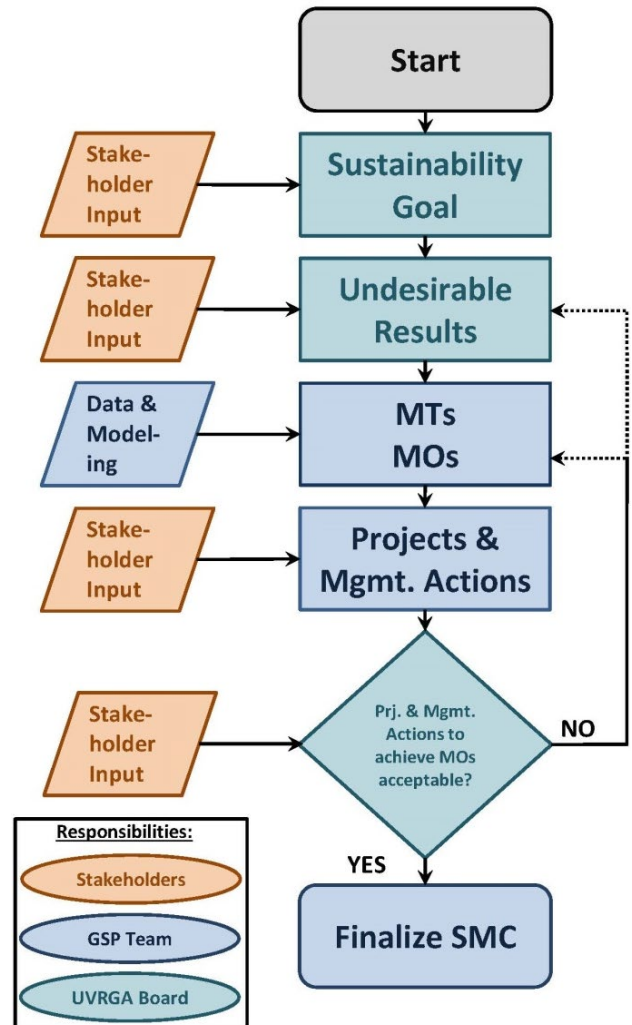 Start
Stake-
holder
Input
Sustainability
Goal
Stake-
holder
Input
Undesirable
Results
Data &
Model-
ing
MTs
MOs
Stake-
holder
Input
Projects &
Mgmt. Actions
Stake-
holder
Input
Prj. & Mgmt.
Actions to
achieve MOs
acceptable?
NO
YES
Finalize SMC
Responsibilities:
Stakeholders
GSP Team
UVRGA Board